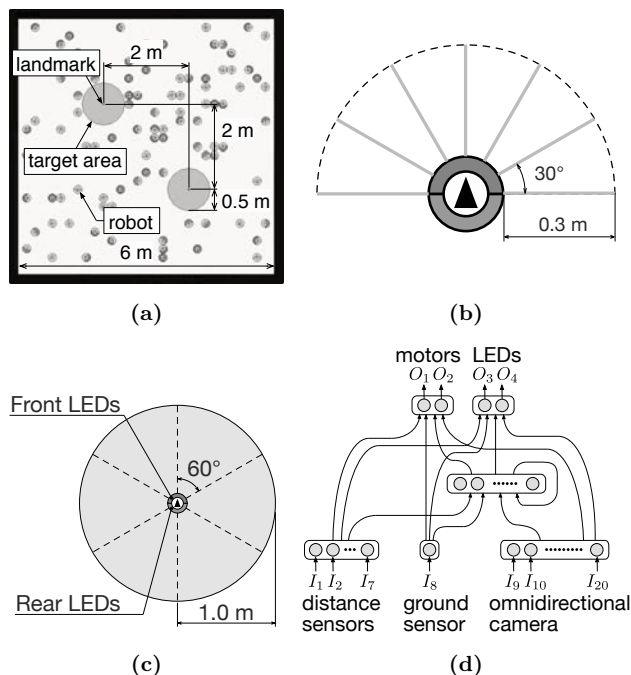 landmark
2 m
2 m
target area
robot
0.5 m
6 m
(a)
30°
0.3 m
(b)
Front LEDs
60°
Rear LEDs
1.0 m
(c)
motors LEDs
O1 O2 O3 O4
I1 I2 I7 I8 I9 I10 I20
distance sensors
ground sensor
omnidirectional camera
(d)